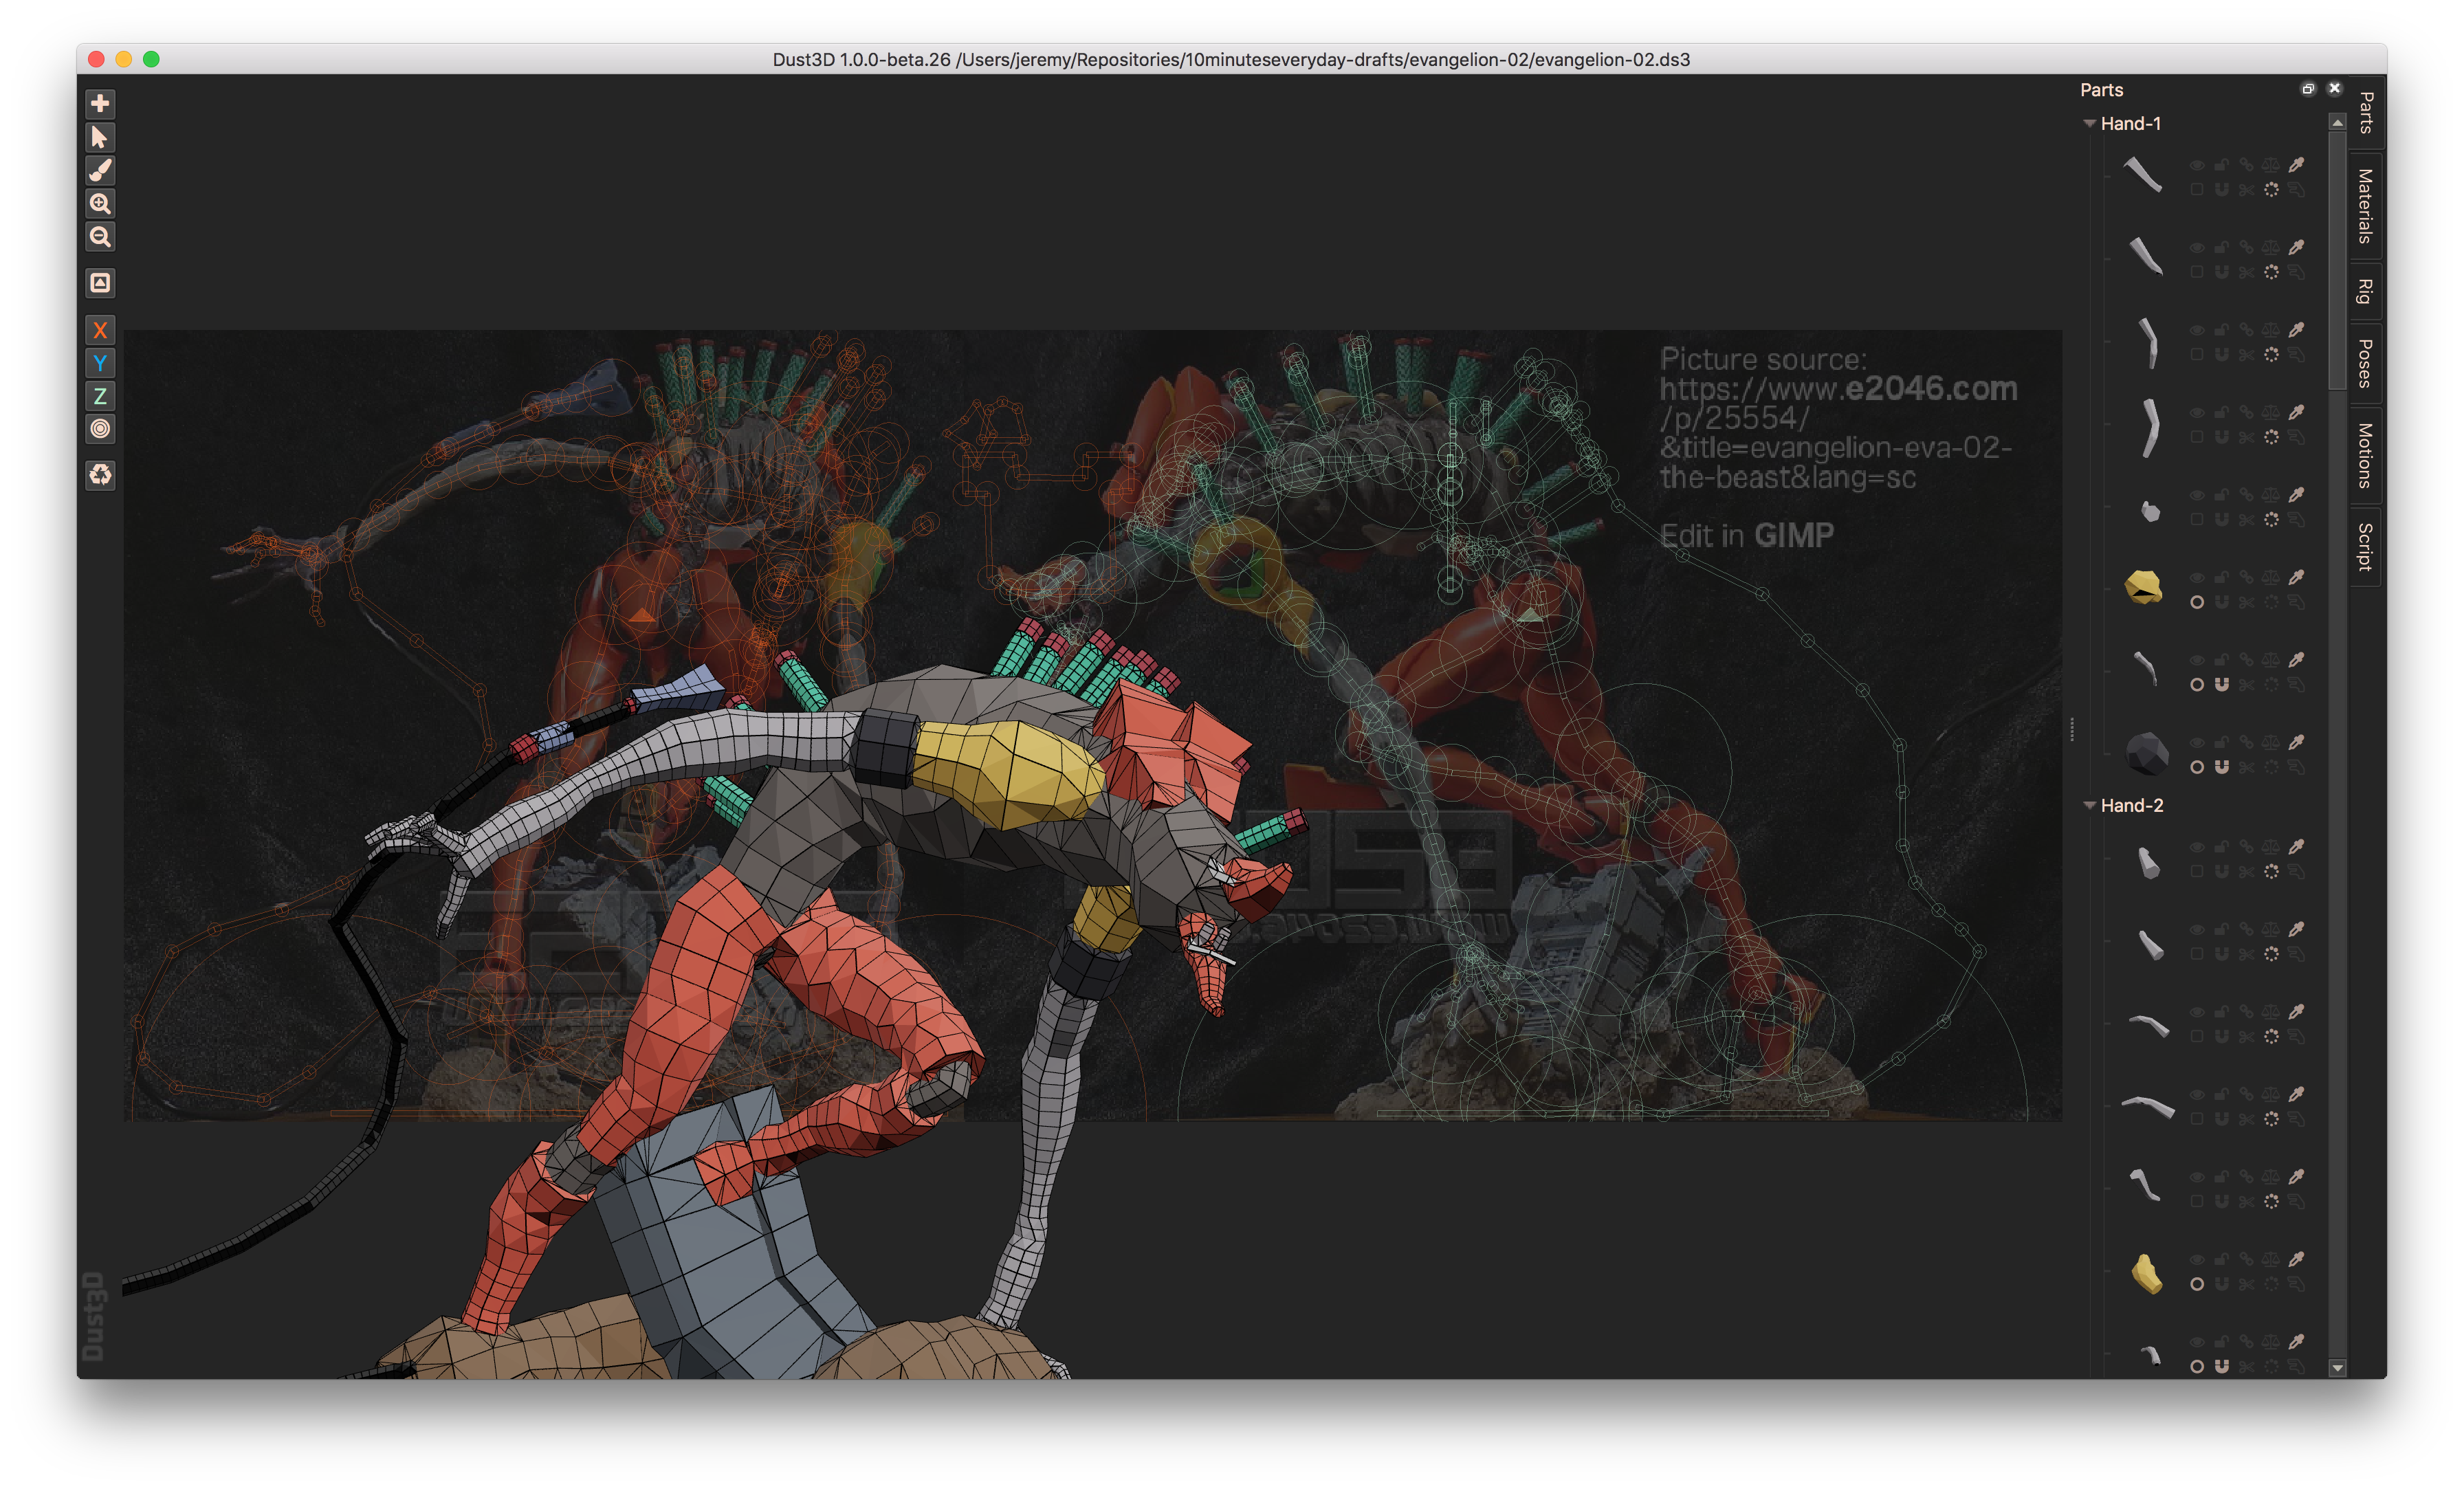 Dust3D 1.0.0-beta.26 /Users/jeremy/Repositories/10minuteseveryday-drafts/evangelion-02/evangelion-02.ds3
Parts
Hand-1
Hand-2
Parts
Materials
Rig
Poses
Motions
Script
X
Y
Z
Picture source:
https://www.e2046.com
/p/25554/
&title=evangelion-eva-02-
the-beast&lang=sc
Edit in GIMP
Dust3D